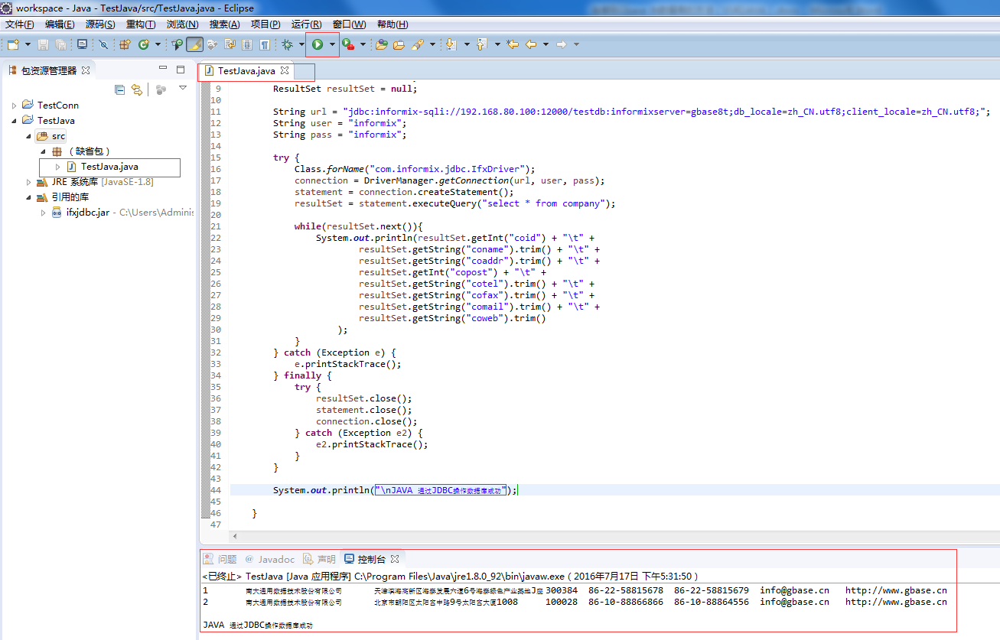 workspace - Java - TestJava/src/TestJava.java - Eclipse
文件(F) 编辑(E) 源码(S) 重构(T) 浏览(N) 搜索(A) 项目(P) 运行(R) 窗口(W) 帮助(H)
包资源管理器
TestConn
TestJava
src
（缺省包）
TestJava.java
JRE 系统库 [JavaSE-1.8]
引用的库
ifxjdbc.jar - C:\Users\Adminis
TestJava.java
9 ResultSet resultSet = null;
10
11 String url = "jdbc:informix-sqli://192.168.80.100:12000/testdb:informixserver=gbase8t;db_locale=zh_CN.utf8;client_locale=zh_CN.utf8;";
12 String user = "informix";
13 String pass = "informix";
14
15 try {
16 Class.forName("com.informix.jdbc.IfxDriver");
17 connection = DriverManager.getConnection(url, user, pass);
18 statement = connection.createStatement();
19 resultSet = statement.executeQuery("select * from company");
20
21 while(resultSet.next()){
22 System.out.println(resultSet.getInt("coid") + "\t" +
23 resultSet.getString("coname").trim() + "\t" +
24 resultSet.getString("coaddr").trim() + "\t" +
25 resultSet.getInt("copost") + "\t" +
26 resultSet.getString("cotel").trim() + "\t" +
27 resultSet.getString("cofax").trim() + "\t" +
28 resultSet.getString("comail").trim() + "\t" +
29 resultSet.getString("coweb").trim()
30 );
31 }
32 } catch (Exception e) {
33 e.printStackTrace();
34 } finally {
35 try {
36 resultSet.close();
37 statement.close();
38 connection.close();
39 } catch (Exception e2) {
40 e2.printStackTrace();
41 }
42 }
43
44 System.out.println("\nJAVA 通过JDBC操作数据库成功");
45
46 }
47
问题 @ Javadoc 声明 控制台
<已终止> TestJava [Java 应用程序] C:\Program Files\Java\jre1.8.0_92\bin\javaw.exe（2016年7月17日 下午5:31:50）
1 南大通用数据技术股份有限公司 天津滨海高新区海泰发展六道6号海泰绿色产业基地J座 300384 86-22-58815678 86-22-58815679 info@gbase.cn http://www.gbase.cn
2 南大通用数据技术股份有限公司 北京市朝阳区太阳宫中路9号太阳宫大厦1008 100028 86-10-88866866 86-10-88864556 info@gbase.cn http://www.gbase.cn
JAVA 通过JDBC操作数据库成功